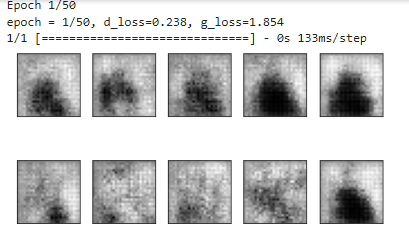 Epoch 1/50
epoch = 1/50, d_loss=0.238, g_loss=1.854
1/1 [==============================] - 0s 133ms/step